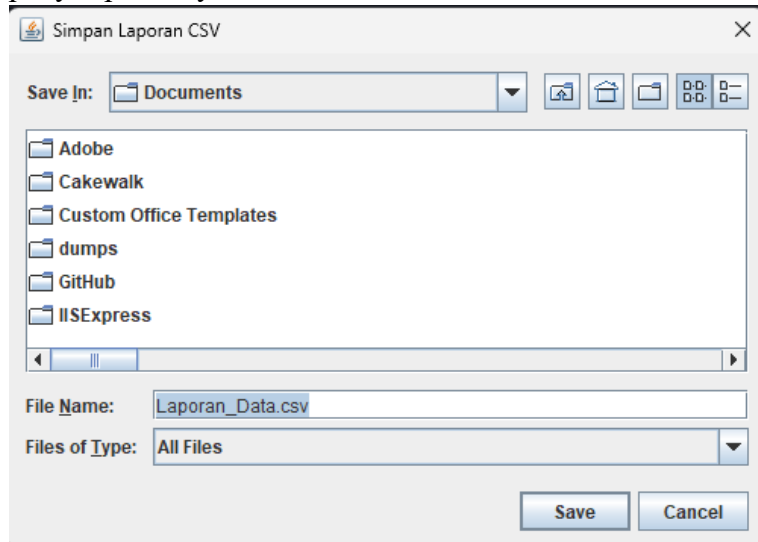 Simpan Laporan CSV
Save In: Documents
Adobe
Cakewalk
Custom Office Templates
dumps
GitHub
IISExpress
File Name: Laporan_Data.csv
Files of Type: All Files
Save Cancel